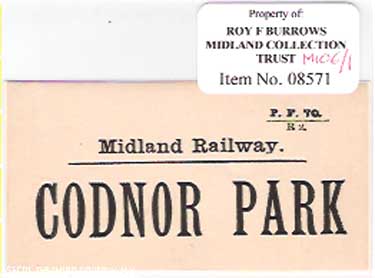 Property of:
ROY F BURROWS
MIDLAND COLLECTION
TRUST
Item No. 08571
P. F. 70.
R 2.
Midland Railway.
CODNOR PARK